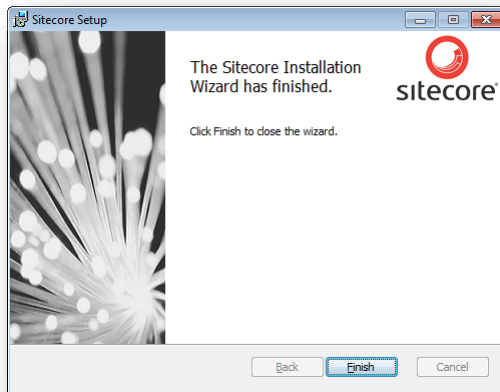 Sitecore Setup
The Sitecore Installation
Wizard has finished.
sitecore
Click Finish to close the wizard.
Back
Finish
Cancel